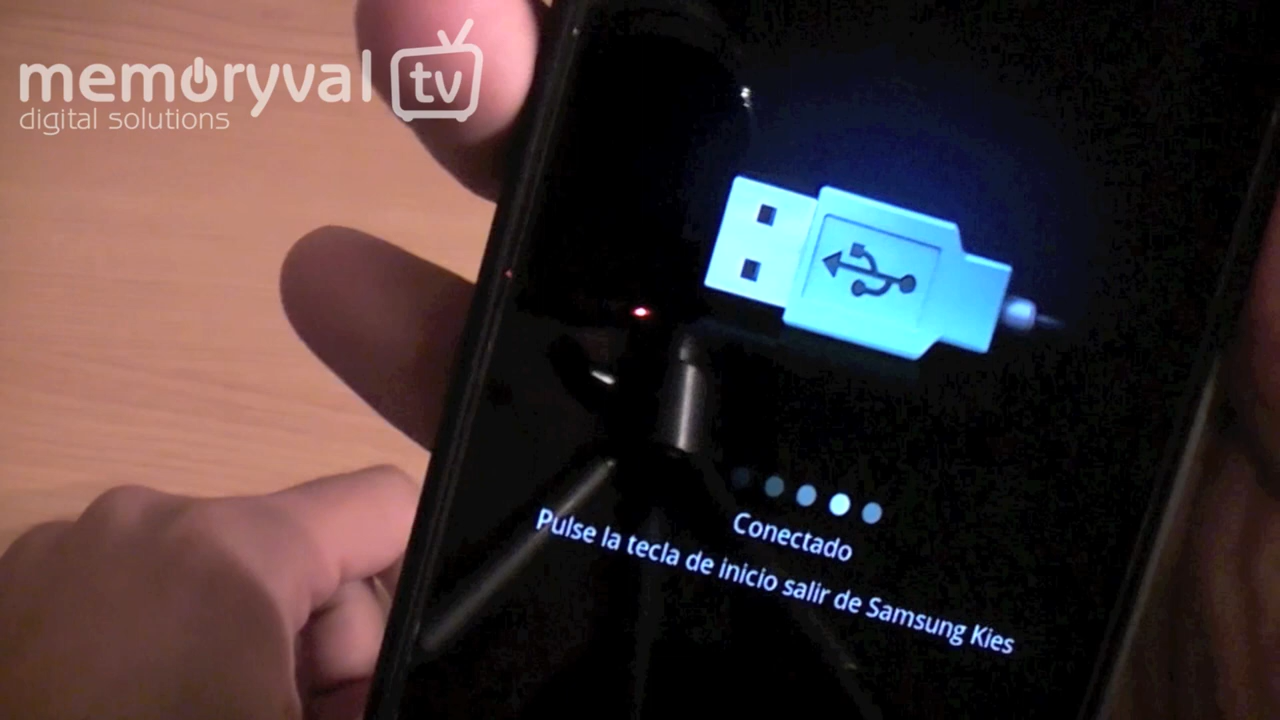 memoryval tv
digital solutions
Conectado
Pulse la tecla de inicio salir de Samsung Kies